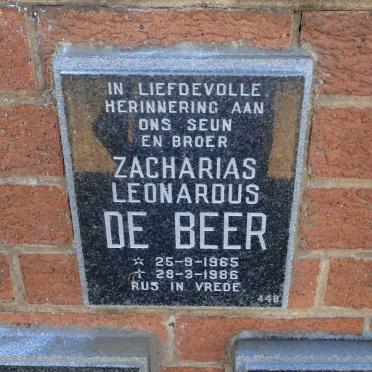 IN LIEFDEVOLLE
HERINNERING AAN
ONS SEUN
EN BROER
ZACHARIAS
LEONARDUS
DE BEER
☆ 25-9-1965
✝ 28-3-1986
RUS IN VREDE
448